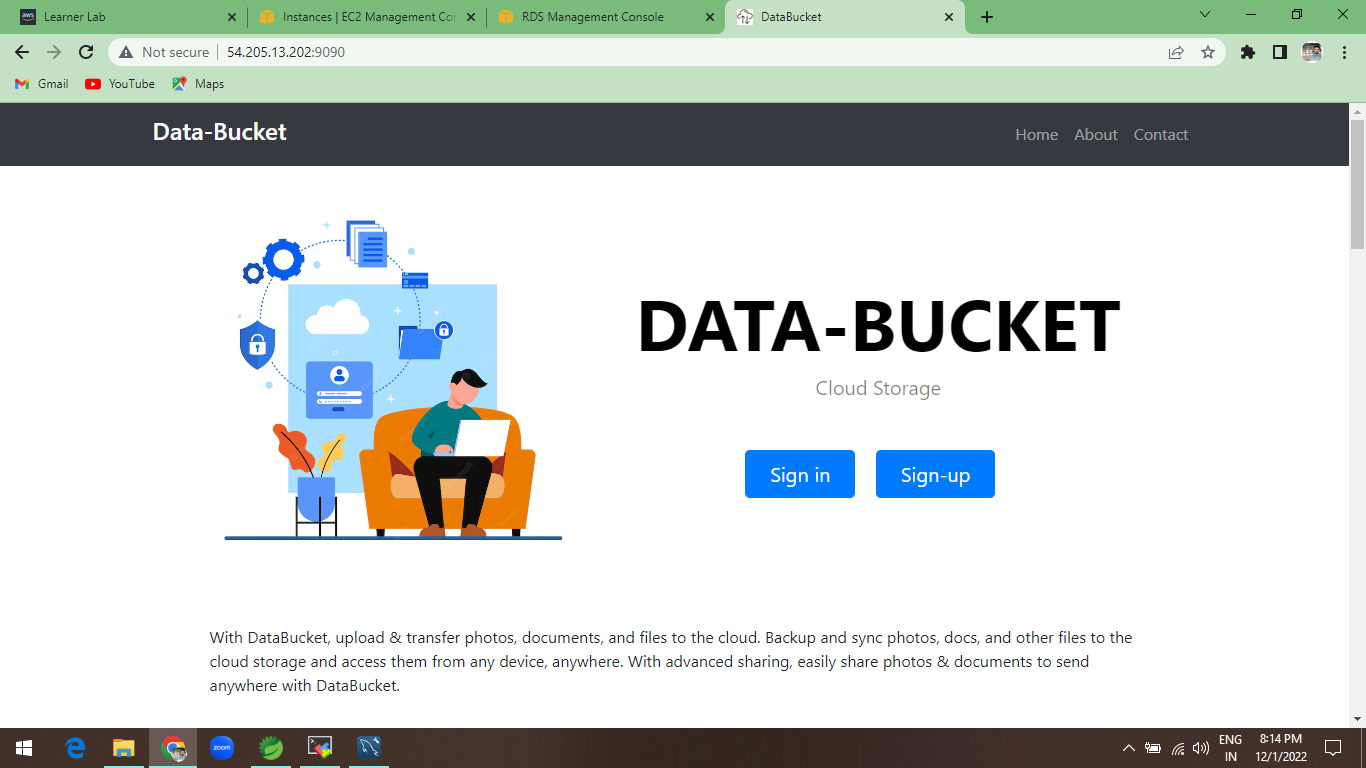 Learner Lab
Instances | EC2 Management Con
RDS Management Console
DataBucket
Not secure
54.205.13.202:9090
Gmail
YouTube
Maps
Data-Bucket
Home
About
Contact
DATA-BUCKET
Cloud Storage
Sign in
Sign-up
With DataBucket, upload & transfer photos, documents, and files to the cloud. Backup and sync photos, docs, and other files to the
cloud storage and access them from any device, anywhere. With advanced sharing, easily share photos & documents to send
anywhere with DataBucket.
aws
zoom
ENG
IN
8:14 PM
12/1/2022